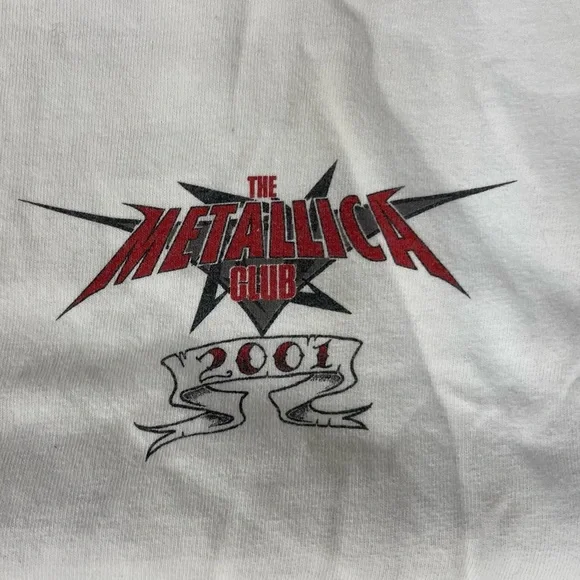 THE
METALLICA
CLUB
2001